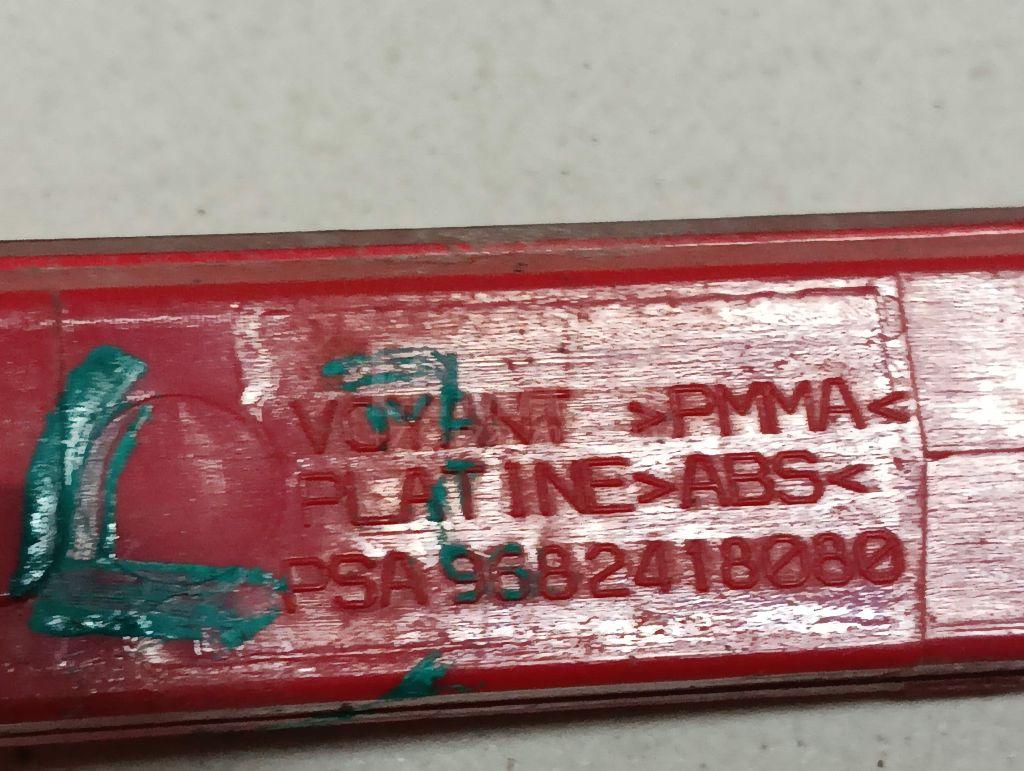 VOYANT >PMMA<
PLATINE>ABS<
PSA 9682418080